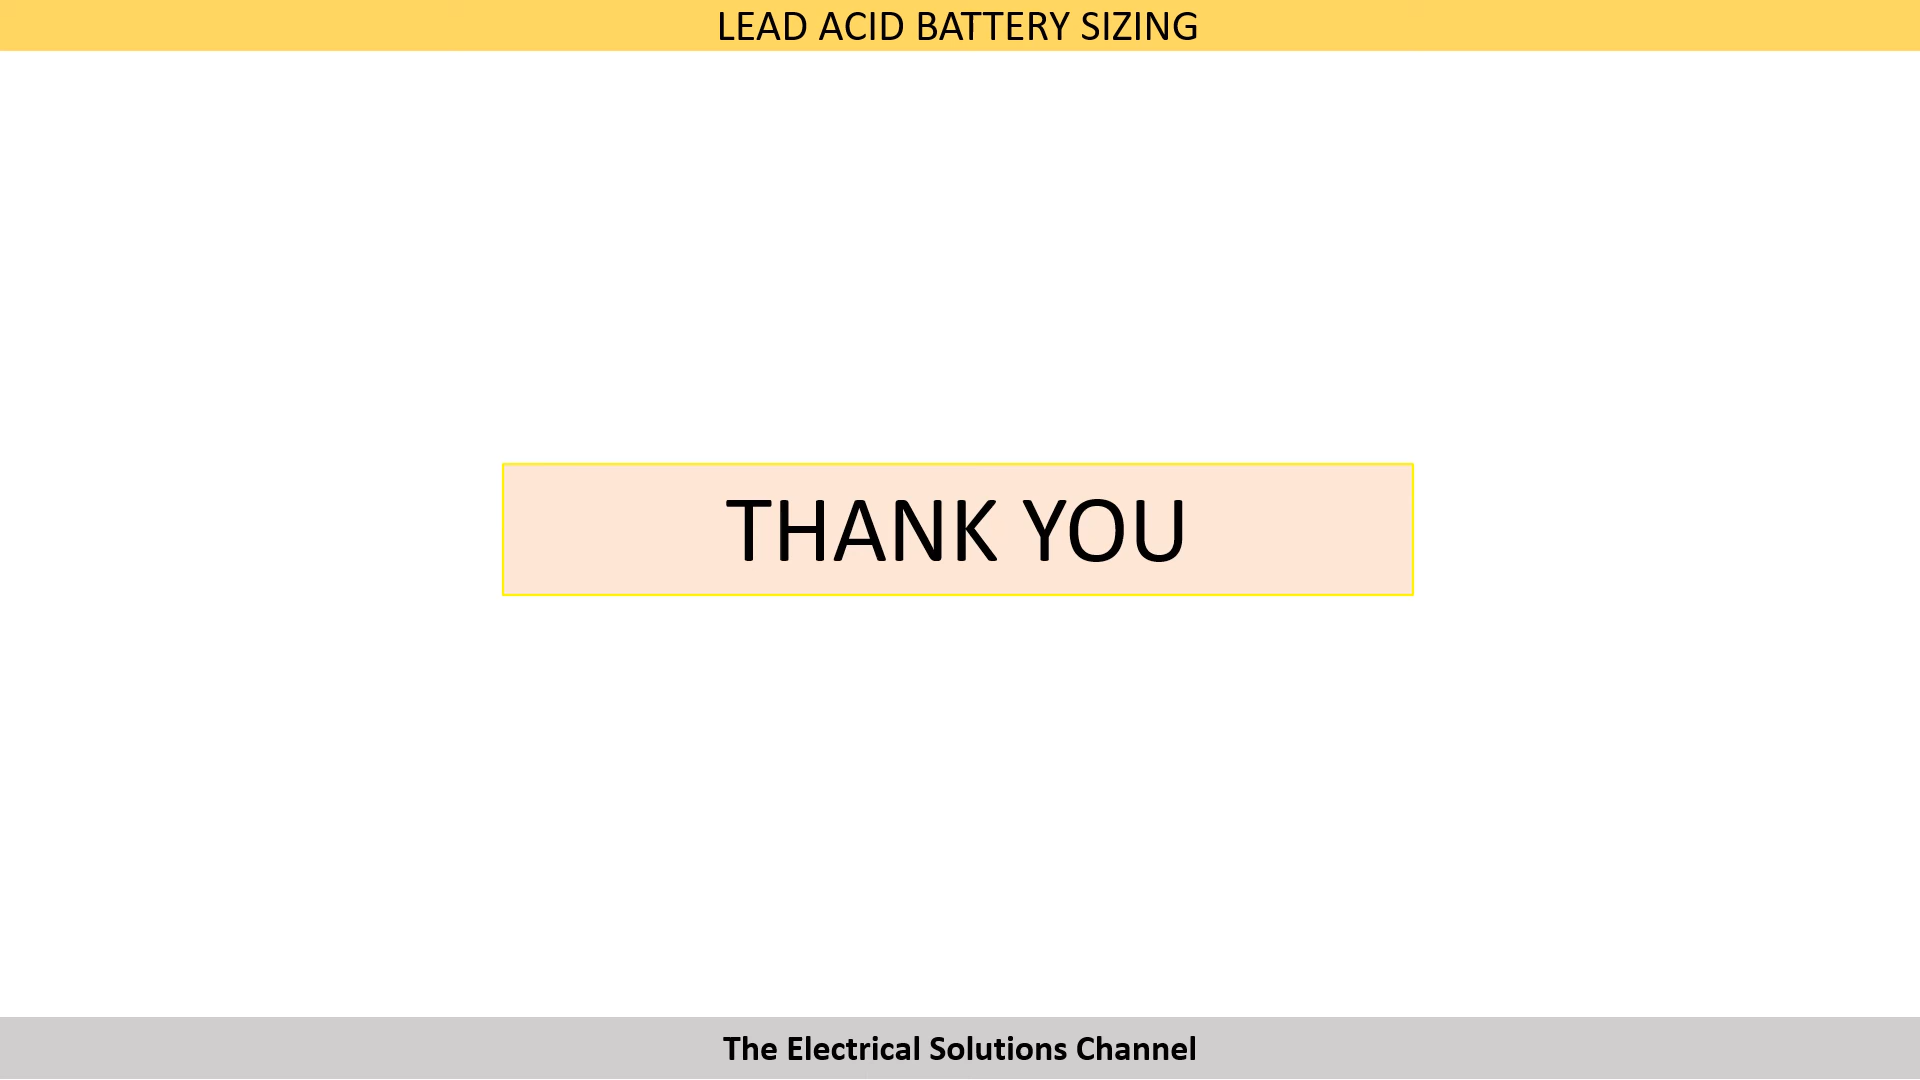 LEAD ACID BATTERY SIZING
THANK YOU
The Electrical Solutions Channel